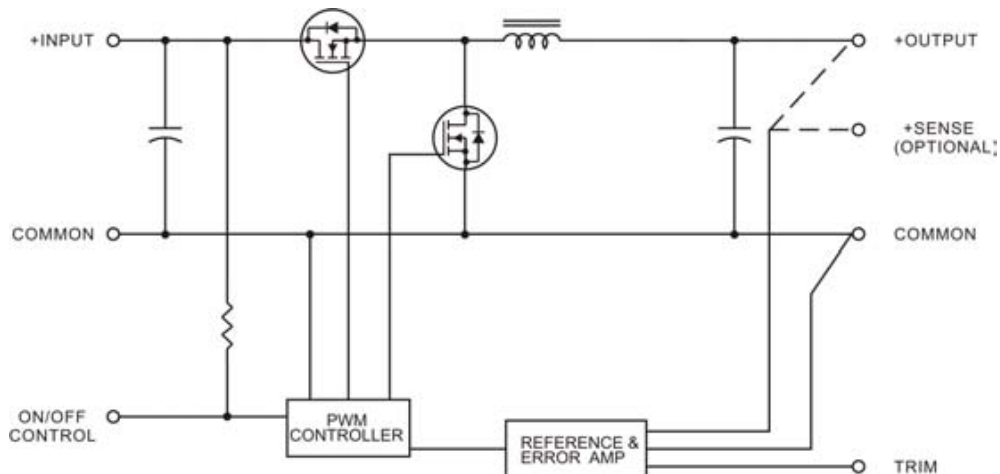 +INPUT
+OUTPUT
+SENSE
(OPTIONAL)
COMMON
COMMON
ON/OFF
CONTROL
PWM
CONTROLLER
REFERENCE &
ERROR AMP
TRIM